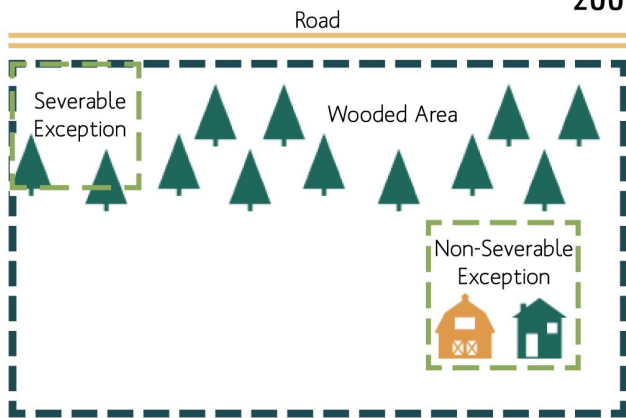 Road
Severable
Exception
Wooded Area
Non-Severable
Exception